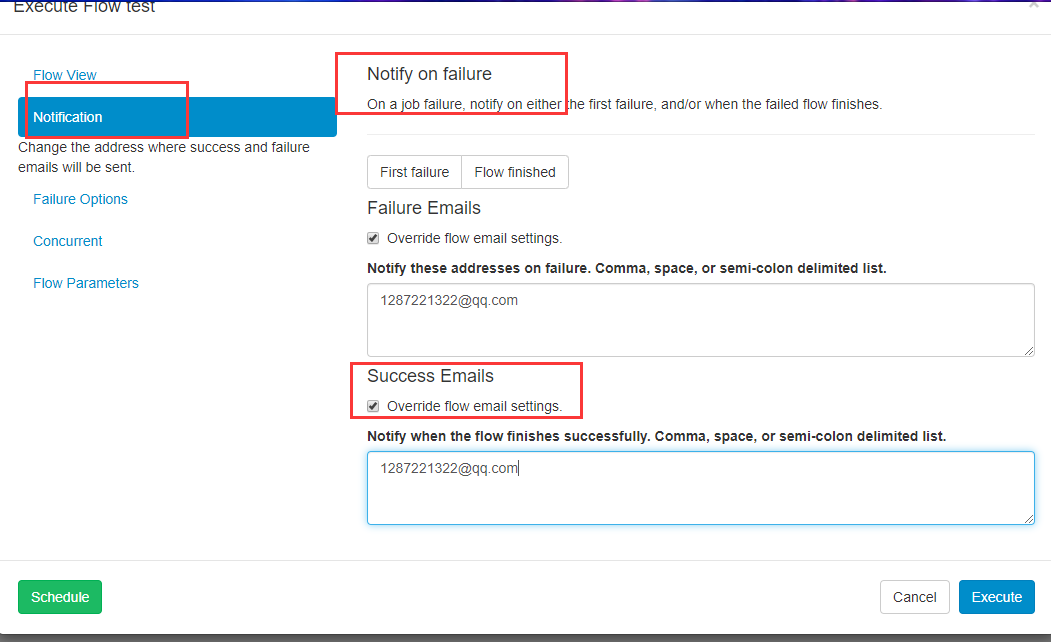 Execute Flow test
Flow View
Notification
Change the address where success and failure
emails will be sent.
Failure Options
Concurrent
Flow Parameters
Notify on failure
On a job failure, notify on either the first failure, and/or when the failed flow finishes.
First failure Flow finished
Failure Emails
Override flow email settings.
Notify these addresses on failure. Comma, space, or semi-colon delimited list.
1287221322@qq.com
Success Emails
Override flow email settings.
Notify when the flow finishes successfully. Comma, space, or semi-colon delimited list.
1287221322@qq.com
Schedule
Cancel Execute